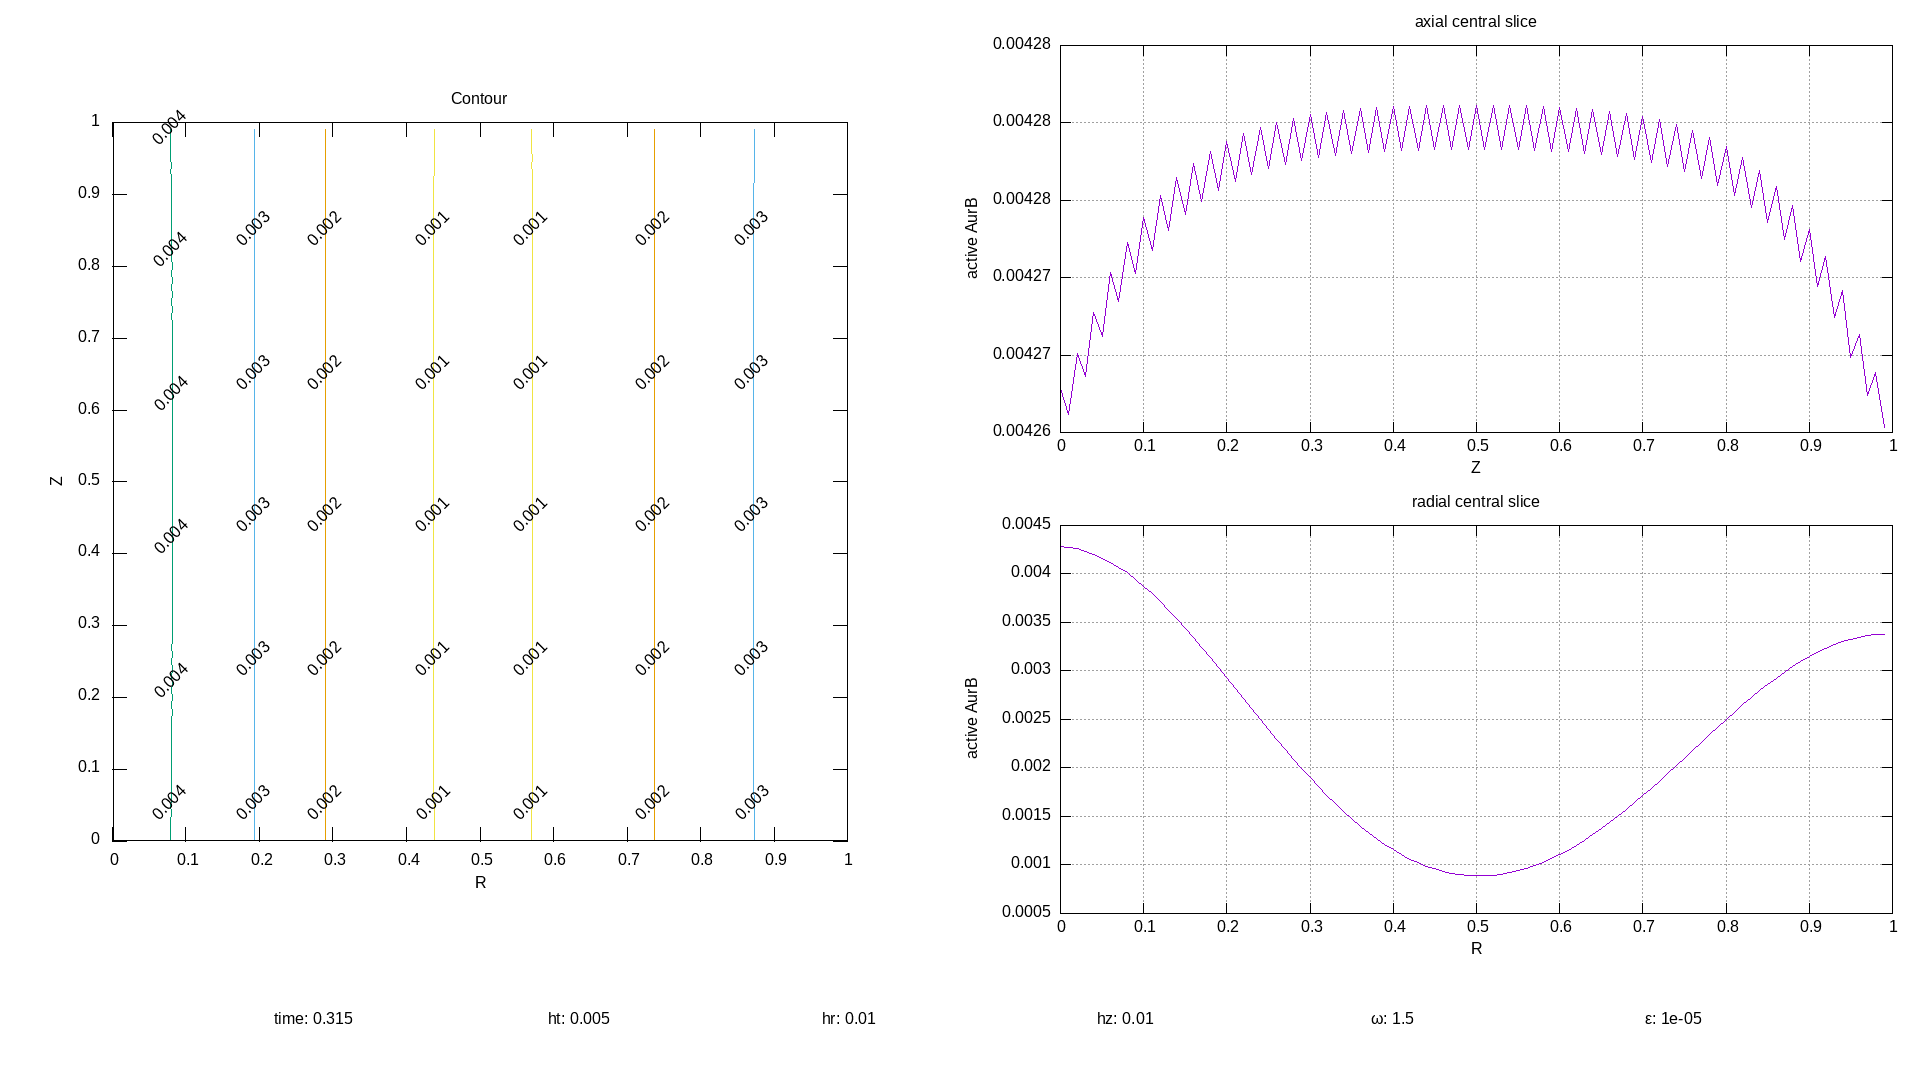 Contour
1
0.9
0.8
0.7
0.6
0.5
0.4
0.3
0.2
0.1
0
Z
0.004
0.004 0.003 0.002 0.001 0.001 0.002 0.003
0.004 0.003 0.002 0.001 0.001 0.002 0.003
0.004 0.003 0.002 0.001 0.001 0.002 0.003
0.004 0.003 0.002 0.001 0.001 0.002 0.003
0.004 0.003 0.002 0.001 0.001 0.002 0.003
0 0.1 0.2 0.3 0.4 0.5 0.6 0.7 0.8 0.9 1
R
axial central slice
0.00428
0.00428
0.00428
0.00427
0.00427
0.00426
active AurB
0 0.1 0.2 0.3 0.4 0.5 0.6 0.7 0.8 0.9 1
Z
radial central slice
0.0045
0.004
0.0035
0.003
0.0025
0.002
0.0015
0.001
0.0005
active AurB
0 0.1 0.2 0.3 0.4 0.5 0.6 0.7 0.8 0.9 1
R
time: 0.315 ht: 0.005 hr: 0.01 hz: 0.01 ω: 1.5 ε: 1e-05